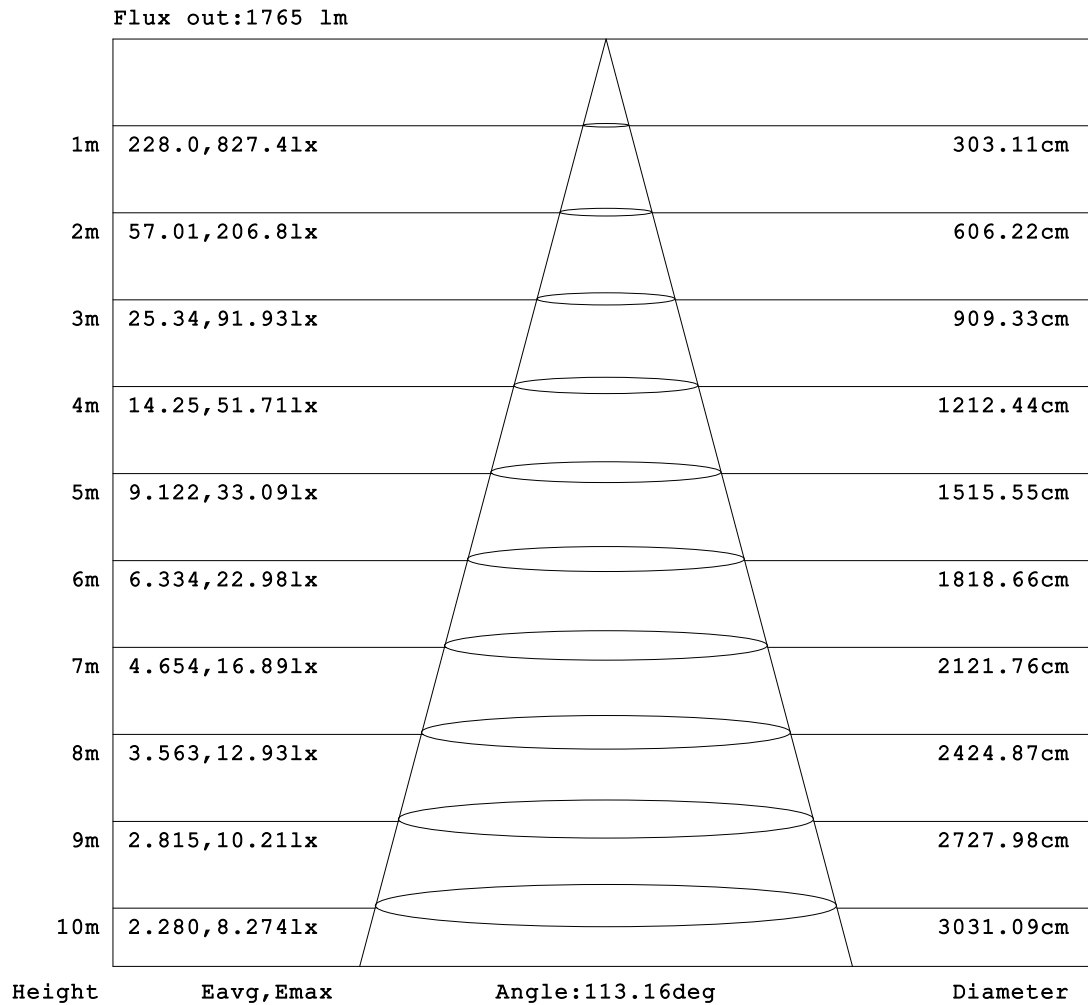 Flux out:1765 lm
1m 228.0,827.4lx 303.11cm
2m 57.01,206.8lx 606.22cm
3m 25.34,91.93lx 909.33cm
4m 14.25,51.71lx 1212.44cm
5m 9.122,33.09lx 1515.55cm
6m 6.334,22.98lx 1818.66cm
7m 4.654,16.89lx 2121.76cm
8m 3.563,12.93lx 2424.87cm
9m 2.815,10.21lx 2727.98cm
10m 2.280,8.274lx 3031.09cm
Height Eavg,Emax Angle:113.16deg Diameter